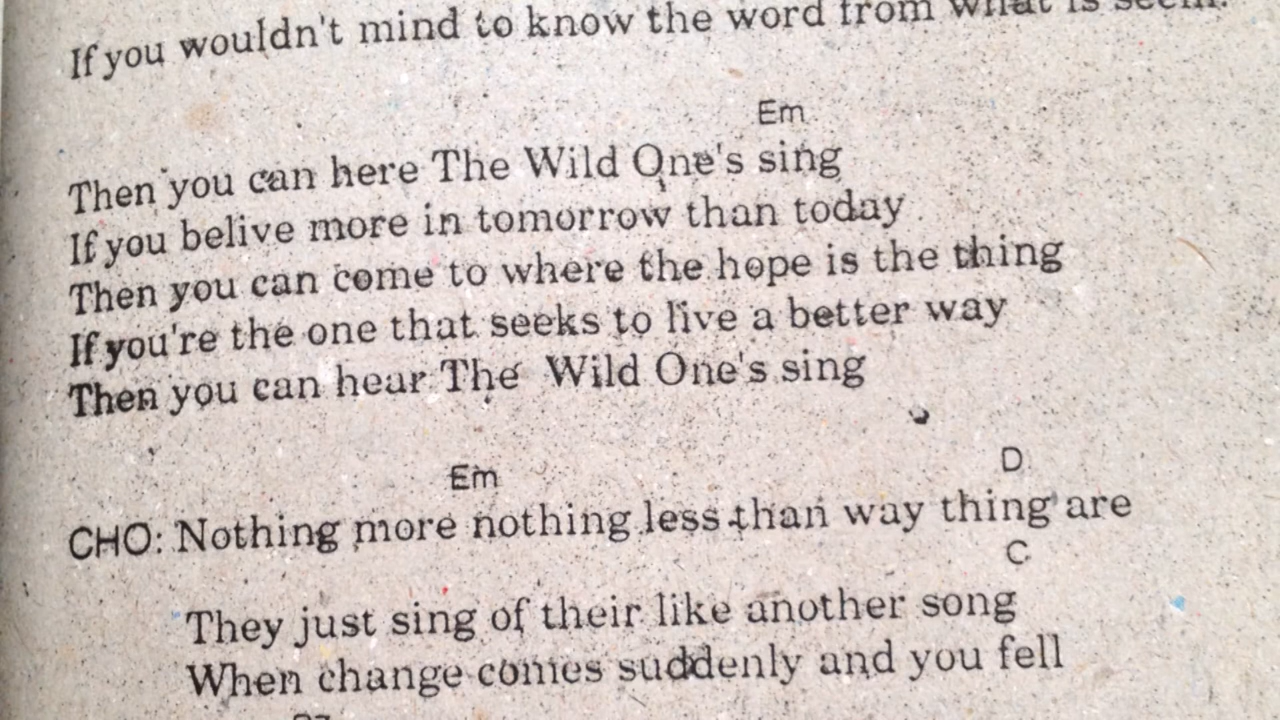 If you wouldn't mind to know the word from what is seem.
Em
Then you can here The Wild One's sing
If you belive more in tomorrow than today
Then you can come to where the hope is the thing
If you're the one that seeks to live a better way
Then you can hear The Wild One's sing
Em D
CHO: Nothing more nothing less than way thing are
C
They just sing of their like another song
When change comes suddenly and you fell